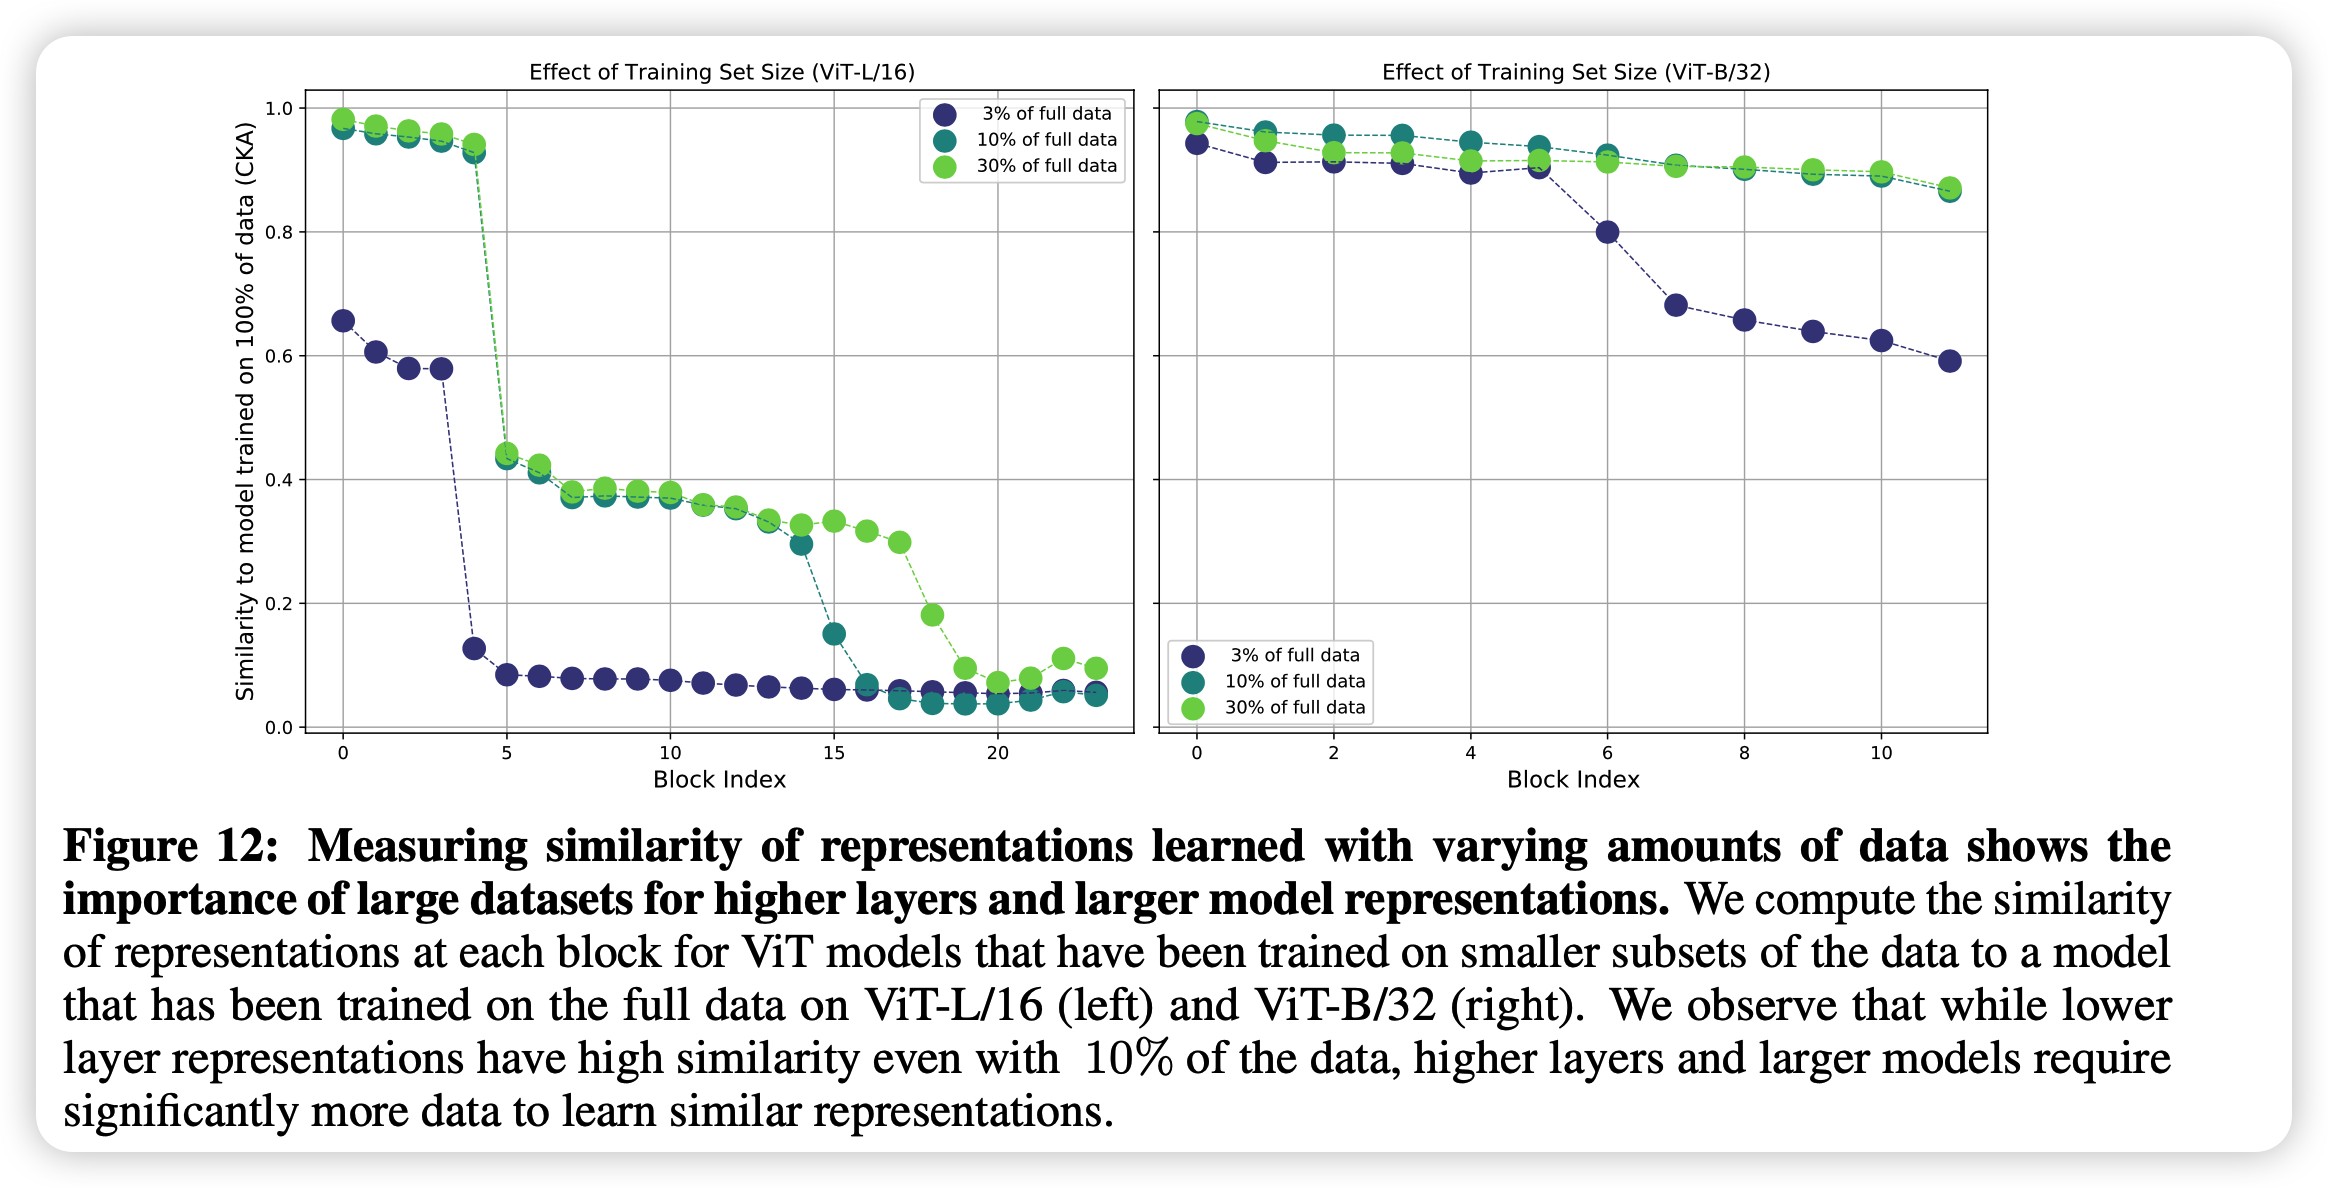 Effect of Training Set Size (ViT-L/16)
Similarity to model trained on 100% of data (CKA)
1.0
0.8
0.6
0.4
0.2
0.0
3% of full data
10% of full data
30% of full data
0 5 10 15 20
Block Index
Effect of Training Set Size (ViT-B/32)
3% of full data
10% of full data
30% of full data
0 2 4 6 8 10
Block Index
Figure 12: Measuring similarity of representations learned with varying amounts of data shows the
importance of large datasets for higher layers and larger model representations. We compute the similarity
of representations at each block for ViT models that have been trained on smaller subsets of the data to a model
that has been trained on the full data on ViT-L/16 (left) and ViT-B/32 (right). We observe that while lower
layer representations have high similarity even with 10% of the data, higher layers and larger models require
significantly more data to learn similar representations.